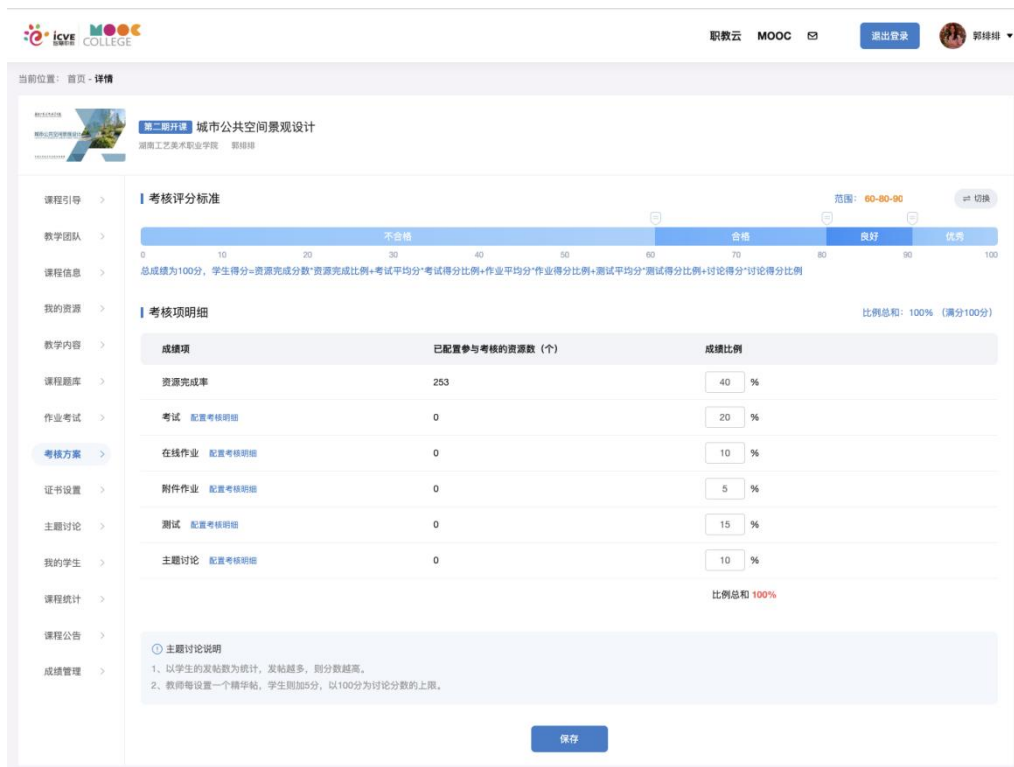 icve 智慧职教 MOOC COLLEGE
职教云 MOOC 退出登录 郭绯绯
当前位置： 首页 - 详情
第二期开课 城市公共空间景观设计
湖南工艺美术职业学院 郭绯绯
课程引导
教学团队
课程信息
我的资源
教学内容
课程题库
作业考试
考核方案
证书设置
主题讨论
我的学生
课程统计
课程公告
成绩管理
考核评分标准 范围： 60-80-90 切换
不合格 合格 良好 优秀
0 10 20 30 40 50 60 70 80 90 100
总成绩为100分，学生得分=资源完成分数*资源完成比例+考试平均分*考试得分比例+作业平均分*作业得分比例+测试平均分*测试得分比例+讨论得分*讨论得分比例
考核项明细 比例总和：100% （满分100分）
成绩项 已配置参与考核的资源数（个） 成绩比例
资源完成率 253 40 %
考试 配置考核明细 0 20 %
在线作业 配置考核明细 0 10 %
附件作业 配置考核明细 0 5 %
测试 配置考核明细 0 15 %
主题讨论 配置考核明细 0 10 %
比例总和 100%
主题讨论说明
1、以学生的发帖数为统计，发帖越多，则分数越高。
2、教师每设置一个精华帖，学生则加5分，以100分为讨论分数的上限。
保存